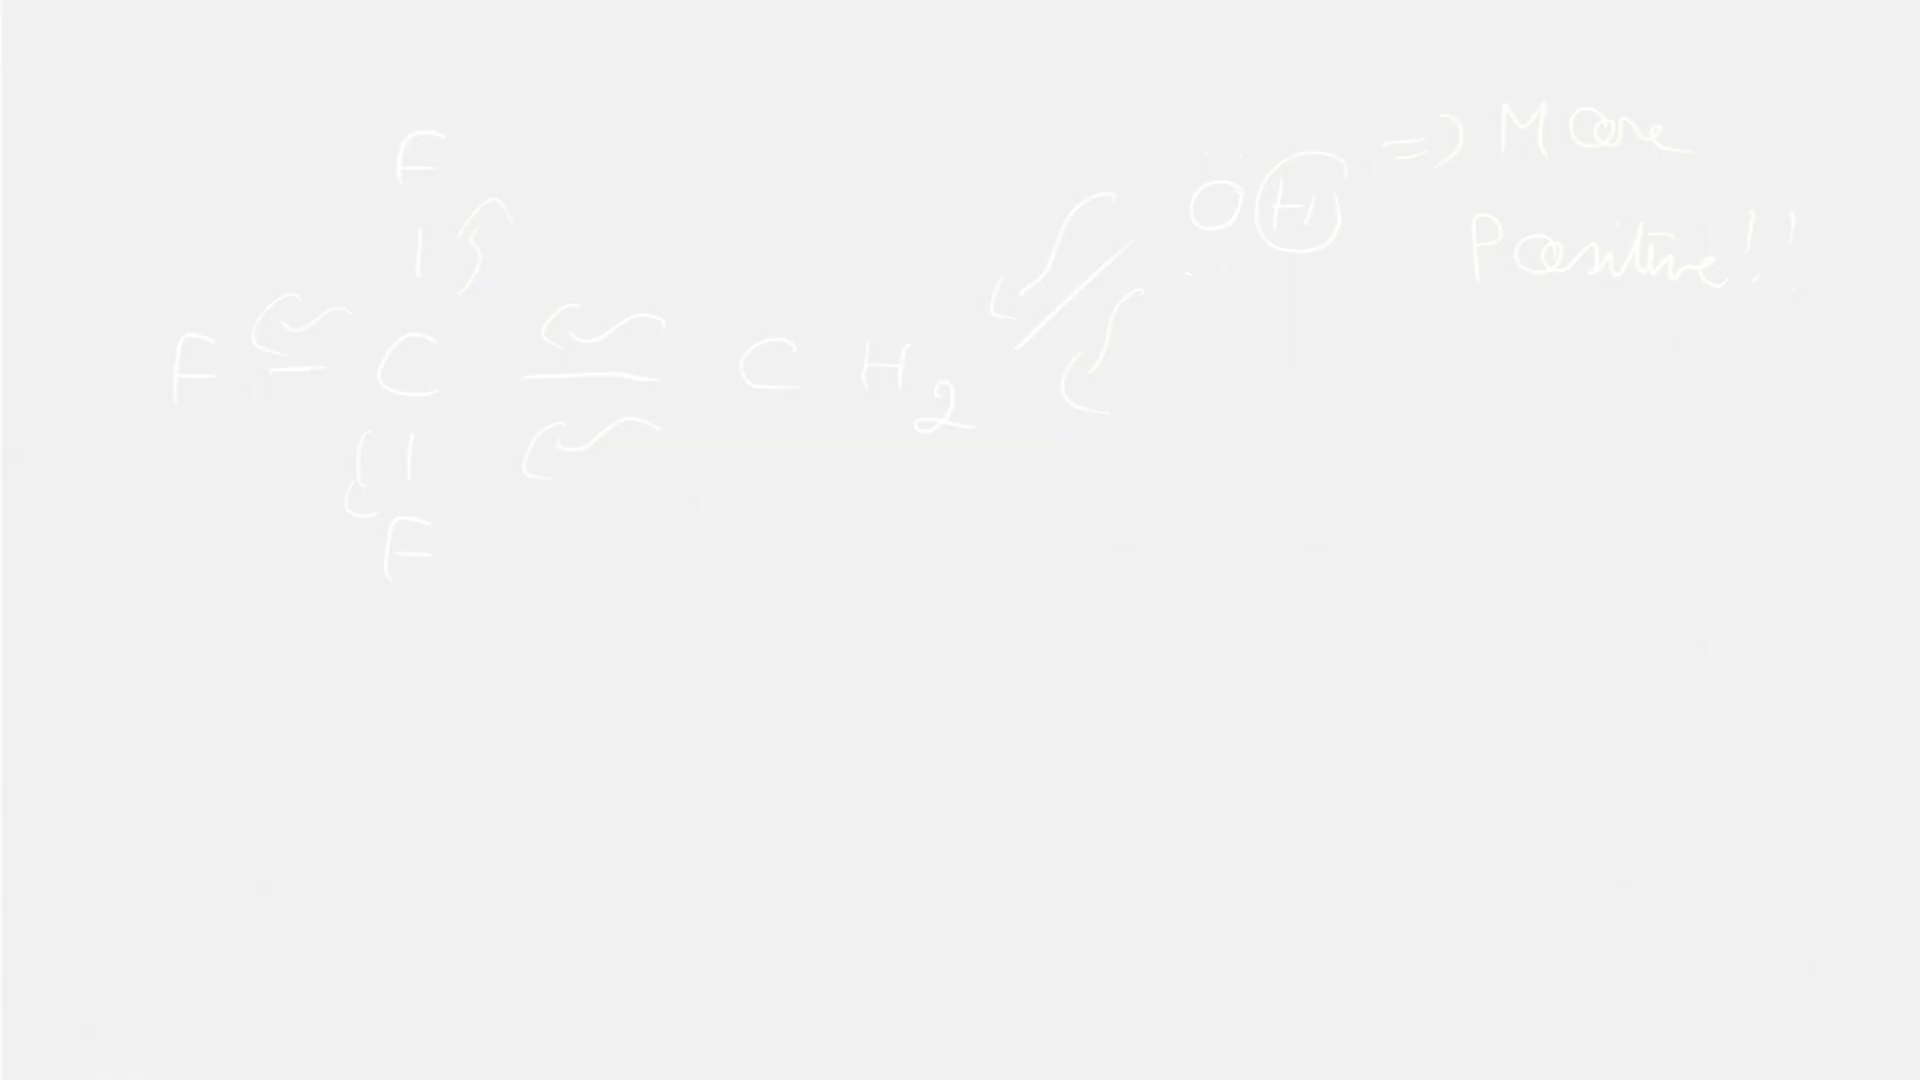 F
OH => More
Positive!!
F - C - CH2
F